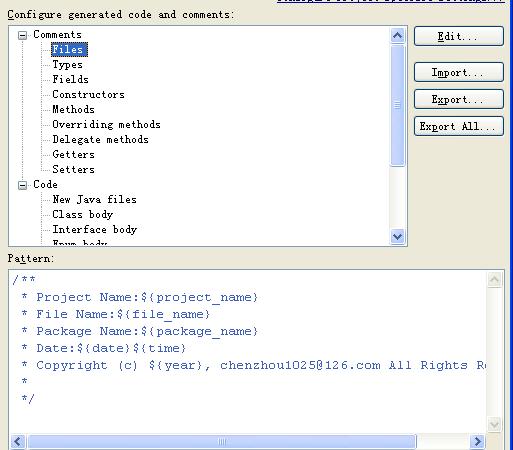 Configure generated code and comments:
Comments
Files
Types
Fields
Constructors
Methods
Overriding methods
Delegate methods
Getters
Setters
Code
New Java files
Class body
Interface body
Enum body
Edit...
Import...
Export...
Export All...
Pattern:
/**
* Project Name:${project_name}
* File Name:${file_name}
* Package Name:${package_name}
* Date:${date}${time}
* Copyright (c) ${year}, chenzhou1025@126.com All Rights
*
*/